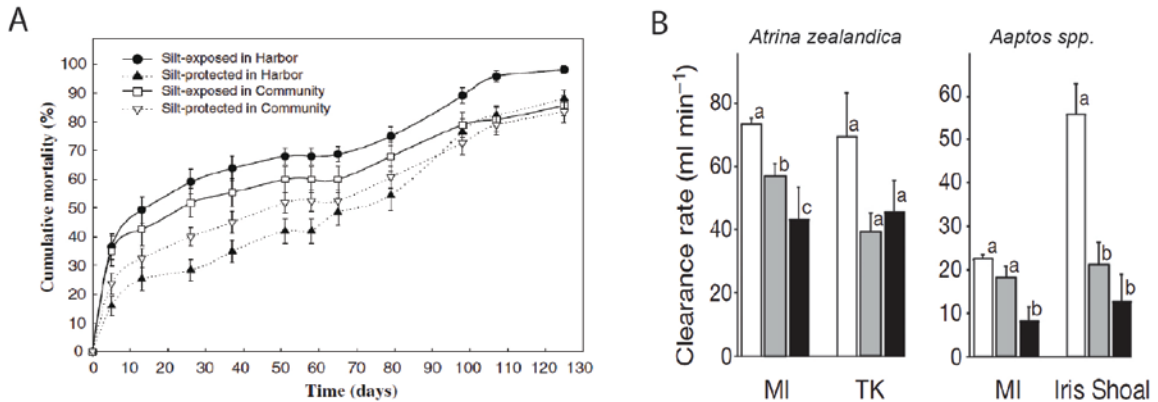 A
Silt-exposed in Harbor
Silt-protected in Harbor
Silt-exposed in Community
Silt-protected in Community
Cumulative mortality (%)
100
90
80
70
60
50
40
30
20
10
0
0 10 20 30 40 50 60 70 80 90 100 110 120 130
Time (days)
B
Atrina zealandica
Aaptos spp.
Clearance rate (ml min⁻¹)
80
60
40
20
0
a
b
c
a
a
a
MI TK
60
50
40
30
20
10
0
a
a
b
a
b
b
MI Iris Shoal